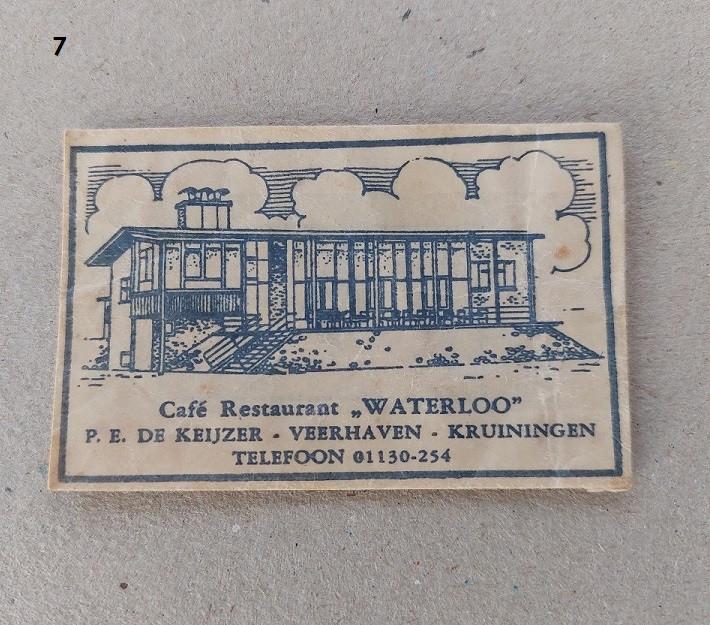 7
Café Restaurant „WATERLOO”
P. E. DE KEIJZER - VEERHAVEN - KRUININGEN
TELEFOON 01130-254